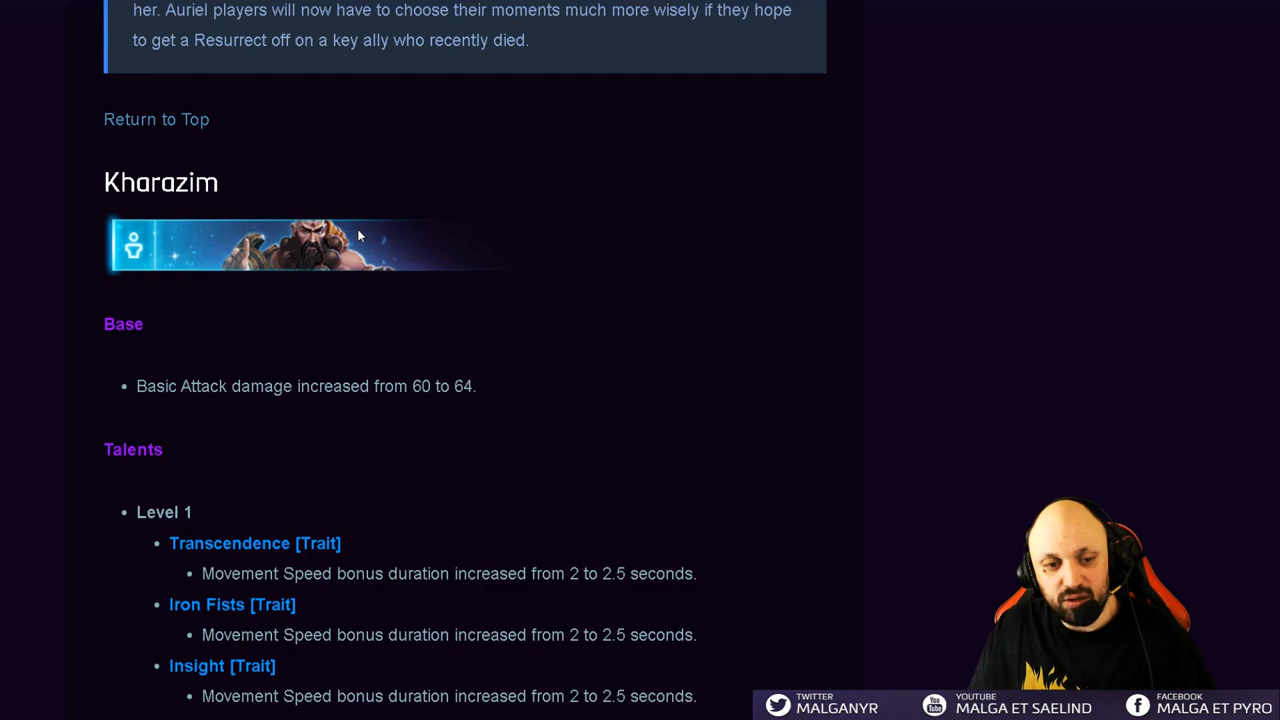 her. Auriel players will now have to choose their moments much more wisely if they hope
to get a Resurrect off on a key ally who recently died.
Return to Top
Kharazim
Base
• Basic Attack damage increased from 60 to 64.
Talents
• Level 1
• Transcendence [Trait]
• Movement Speed bonus duration increased from 2 to 2.5 seconds.
• Iron Fists [Trait]
• Movement Speed bonus duration increased from 2 to 2.5 seconds.
• Insight [Trait]
• Movement Speed bonus duration increased from 2 to 2.5 seconds.
TWITTER
MALGANYR
YOUTUBE
MALGA ET SAELIND
FACEBOOK
MALGA ET PYRO